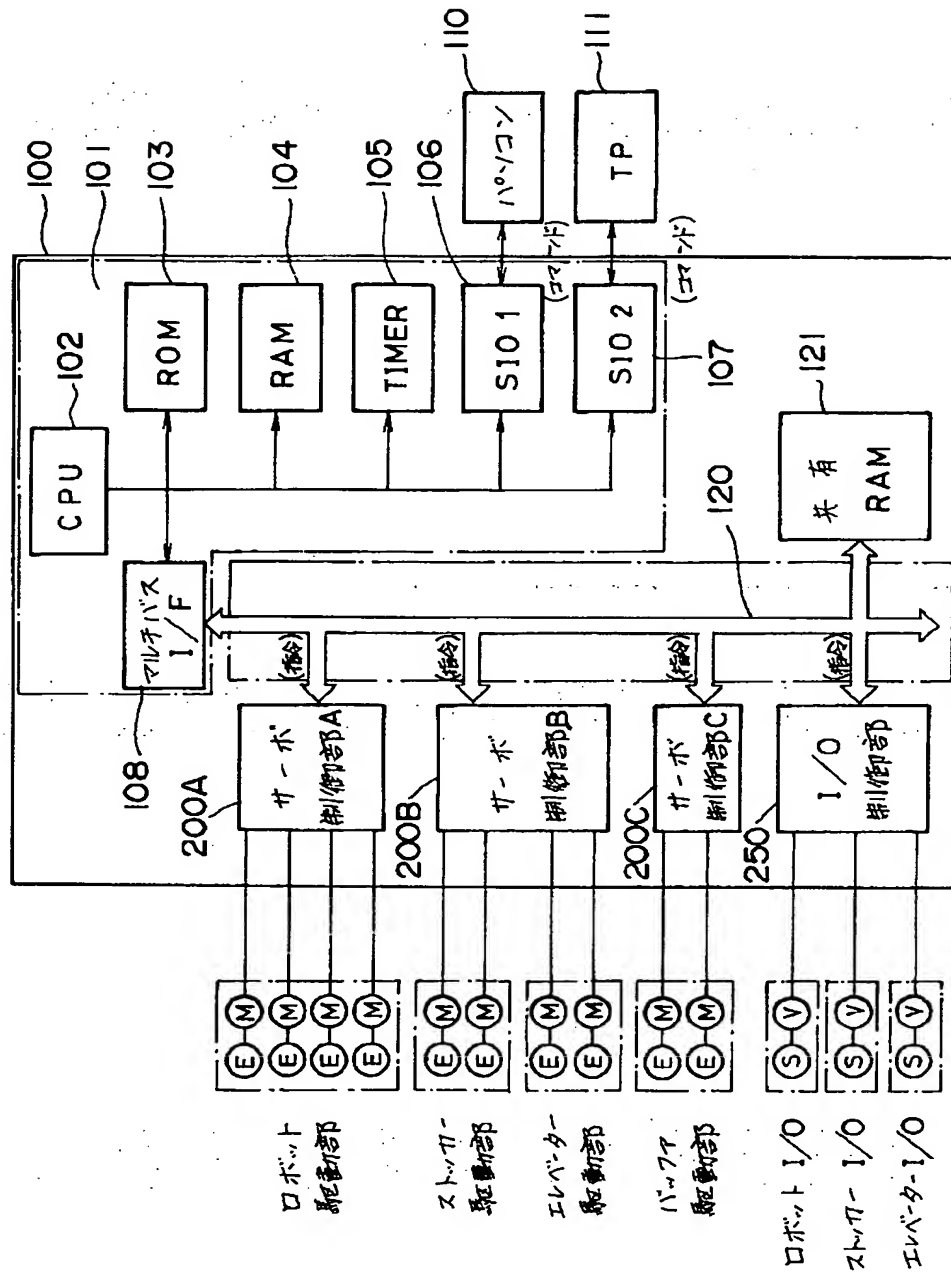 100
101
102
CPU
103
ROM
104
RAM
105
TIMER
106
SIO 1
(コマンド)
SIO 2
(コマンド)
107
110
パソコン
111
TP
マルチバス
I/F
108
120
共有
RAM
121
(指令)
(指令)
(指令)
(指令)
200A
サーボ
制御部A
200B
サーボ
制御部B
200C
サーボ
制御部C
250
I/O
制御部
E M
E M
E M
E M
E M
E M
E M
E M
E M
E M
S V
S V
S V
ロボット
駆動部
ストッカー
駆動部
エレベーター
駆動部
バッファ
駆動部
ロボット I/O
ストッカー I/O
エレベーター I/O